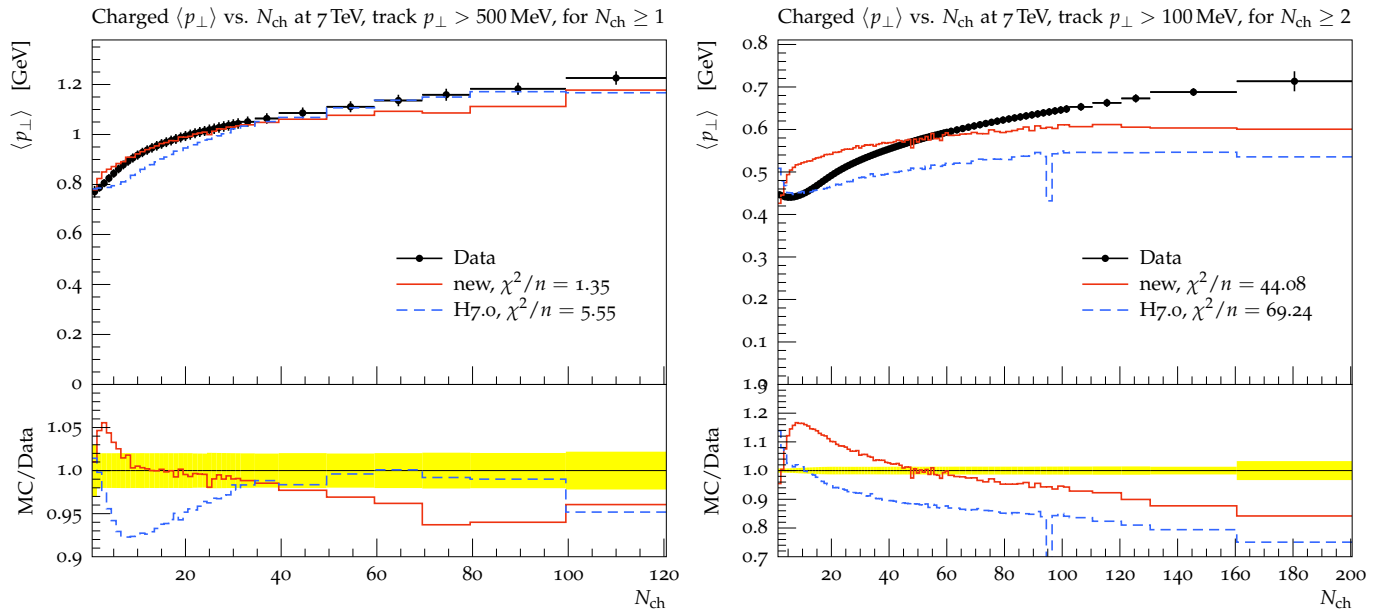 Charged ⟨p⊥⟩ vs. Nch at 7 TeV, track p⊥ > 500 MeV, for Nch ≥ 1
⟨p⊥⟩ [GeV]
1.2
1
0.8
0.6
0.4
0.2
0
Data
new, χ²/n = 1.35
H7.0, χ²/n = 5.55
MC/Data
1.05
1.0
0.95
0.9
20 40 60 80 100 120
Nch
Charged ⟨p⊥⟩ vs. Nch at 7 TeV, track p⊥ > 100 MeV, for Nch ≥ 2
⟨p⊥⟩ [GeV]
0.8
0.7
0.6
0.5
0.4
0.3
0.2
0.1
Data
new, χ²/n = 44.08
H7.0, χ²/n = 69.24
MC/Data
1.2
1.1
1.0
0.9
0.8
0.7
20 40 60 80 100 120 140 160 180 200
Nch